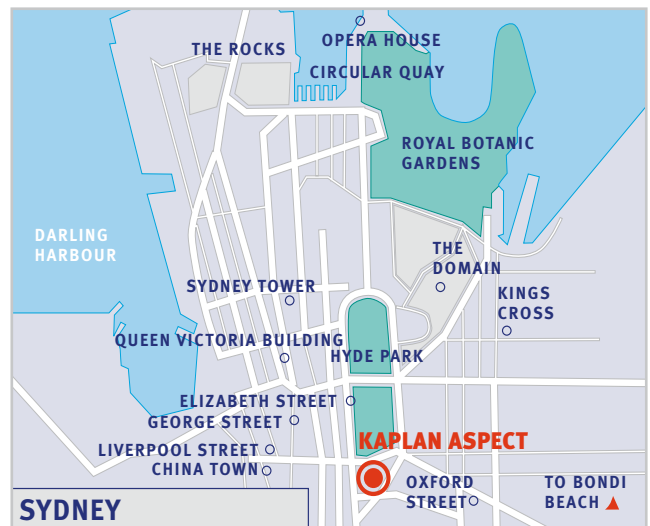 THE ROCKS
OPERA HOUSE
CIRCULAR QUAY
ROYAL BOTANIC
GARDENS
DARLING
HARBOUR
THE
DOMAIN
SYDNEY TOWER
KINGS
CROSS
QUEEN VICTORIA BUILDING
HYDE PARK
ELIZABETH STREET
GEORGE STREET
KAPLAN ASPECT
LIVERPOOL STREET
CHINA TOWN
OXFORD
STREET
TO BONDI
BEACH
SYDNEY